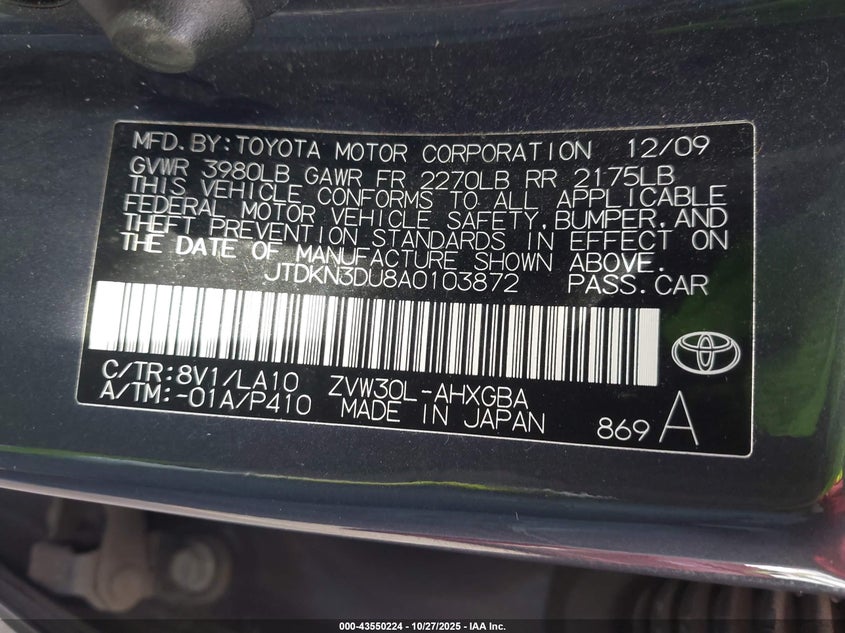 MFD.BY:TOYOTA MOTOR CORPORATION 12/09
GVWR 3980LB GAWR FR 2270LB RR 2175LB
THIS VEHICLE CONFORMS TO ALL APPLICABLE
FEDERAL MOTOR VEHICLE SAFETY,BUMPER,AND
THEFT PREVENTION STANDARDS IN EFFECT ON
THE DATE OF MANUFACTURE SHOWN ABOVE.
JTDKN3DU8A0103872 PASS.CAR
C/TR:8V1/LA10 ZVW30L-AHXGBA
A/TM:-01A/P410 MADE IN JAPAN
869 A
000-43550224 - 10/27/2025 - IAA Inc.